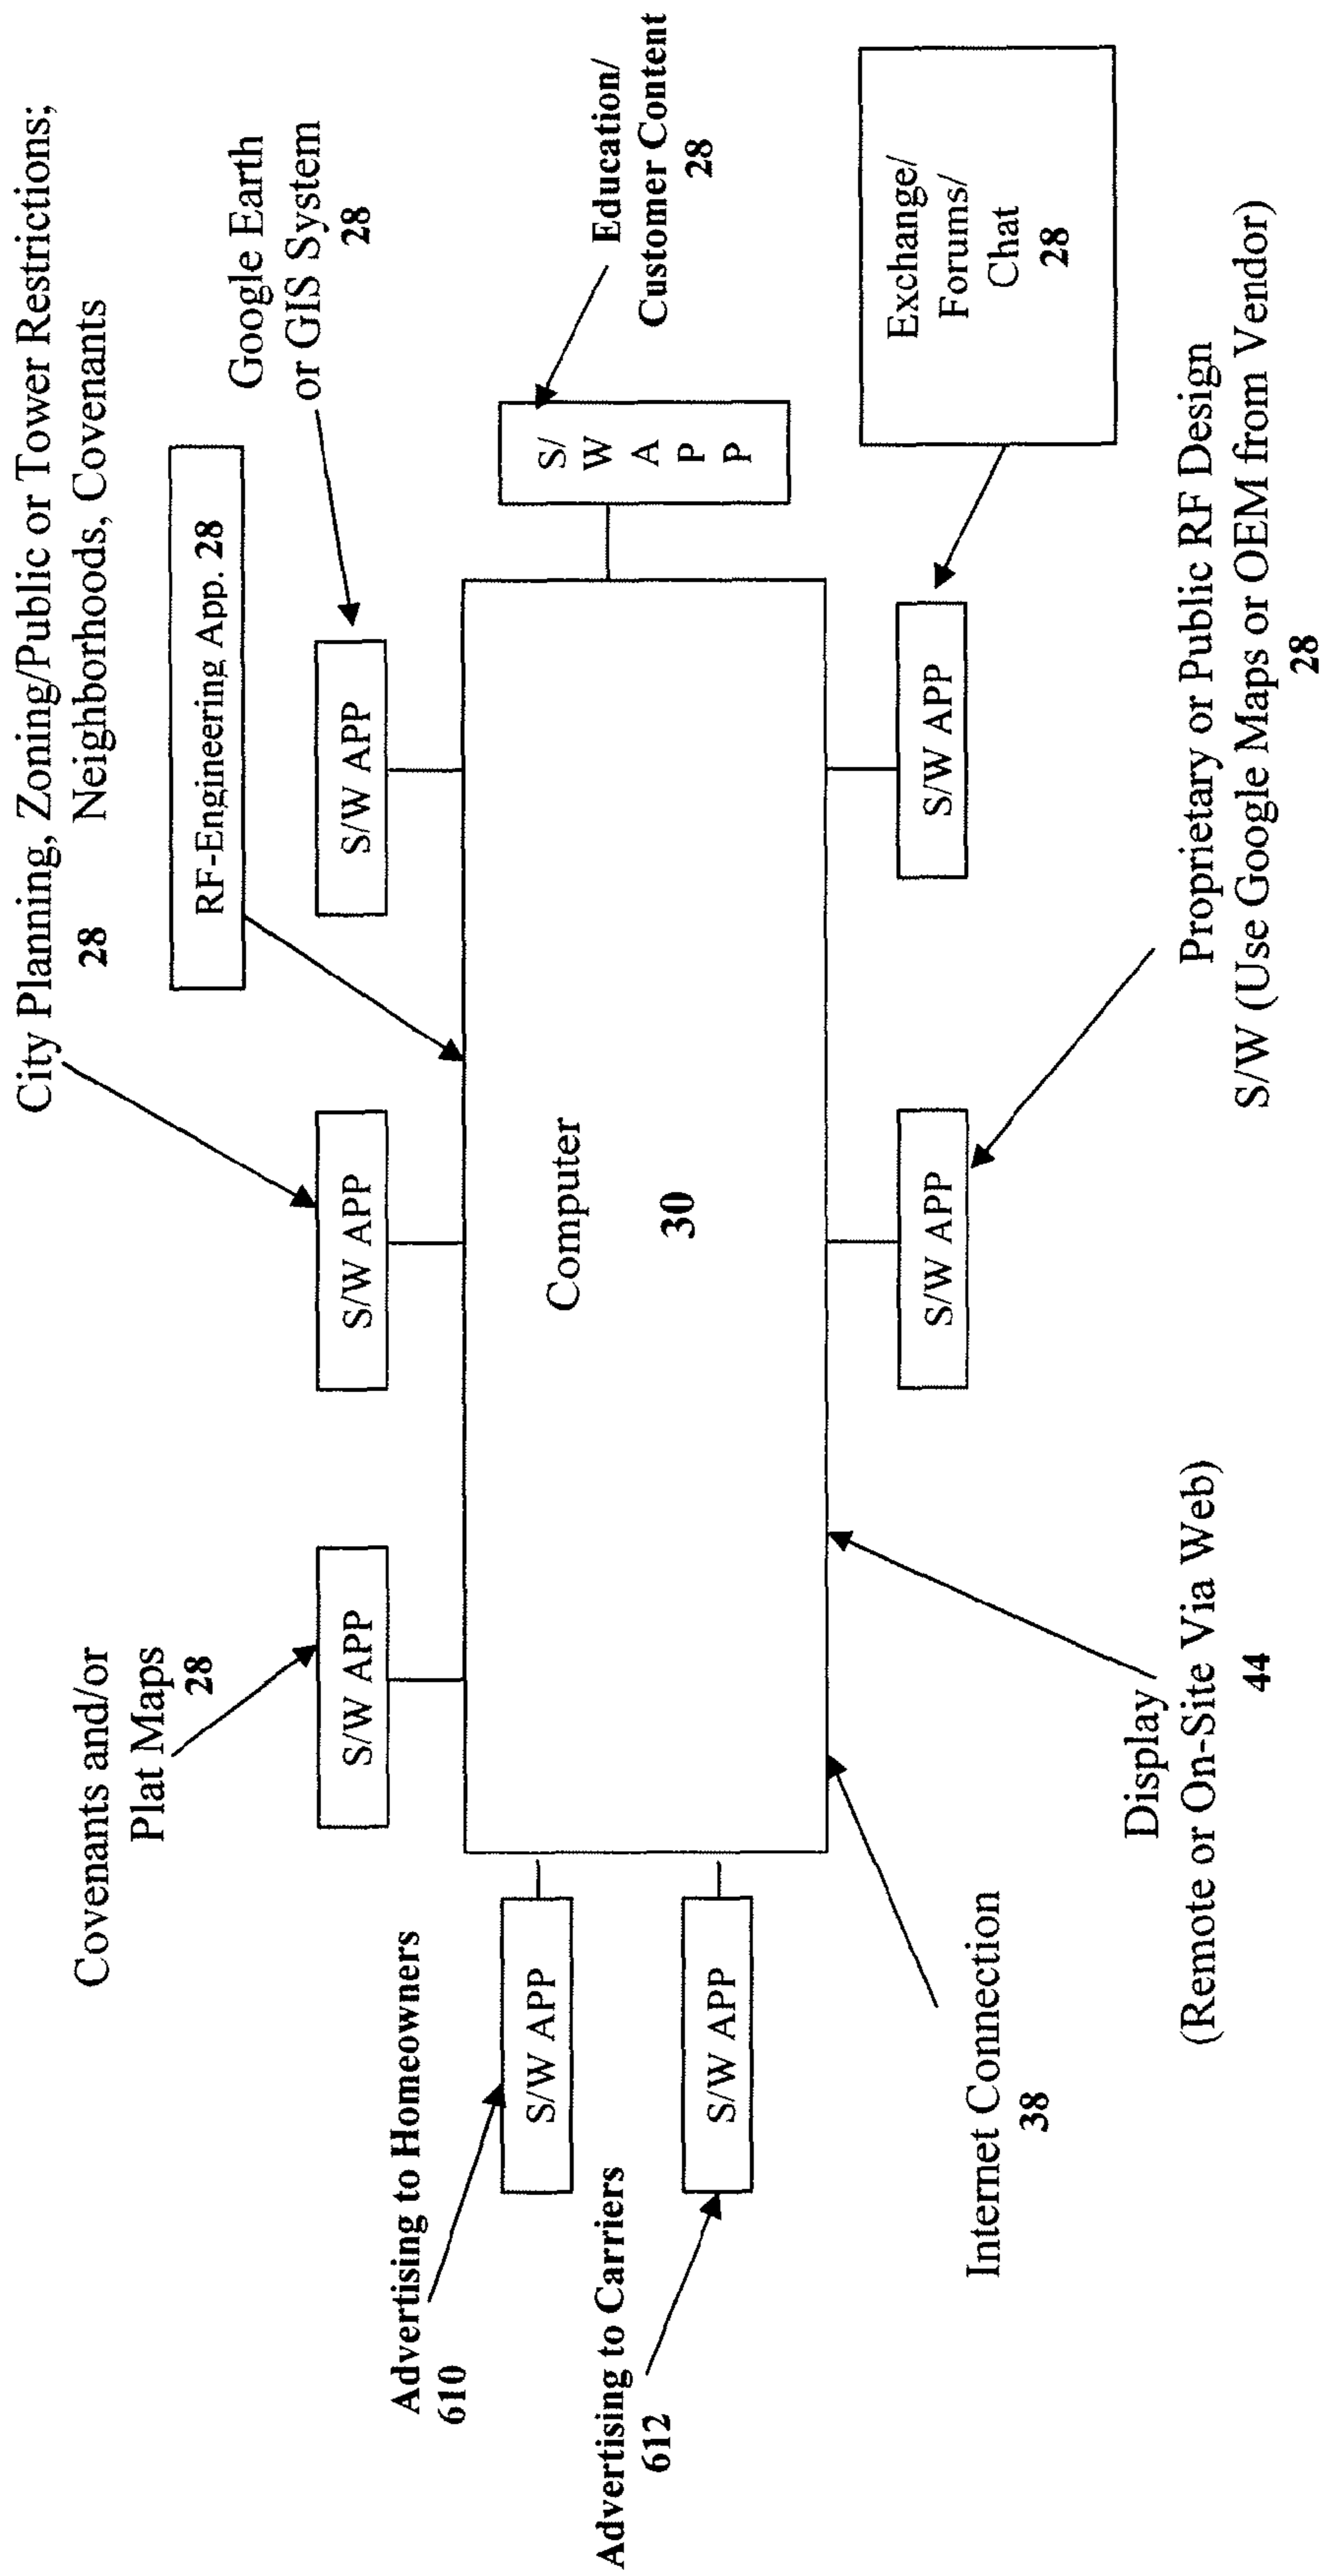 City Planning, Zoning/Public or Tower Restrictions;
28 Neighborhoods, Covenants
Covenants and/or
Plat Maps
28
RF-Engineering App. 28
Google Earth
or GIS System
28
S/W APP
S/W APP
S/W APP
Advertising to Homeowners
610
S/W APP
Advertising to Carriers
612
S/W APP
Computer
30
S/
W
A
P
P
Education/
Customer Content
28
S/W APP
S/W APP
Exchange/
Forums/
Chat
28
Internet Connection
38
Display
(Remote or On-Site Via Web)
44
Proprietary or Public RF Design
S/W (Use Google Maps or OEM from Vendor)
28